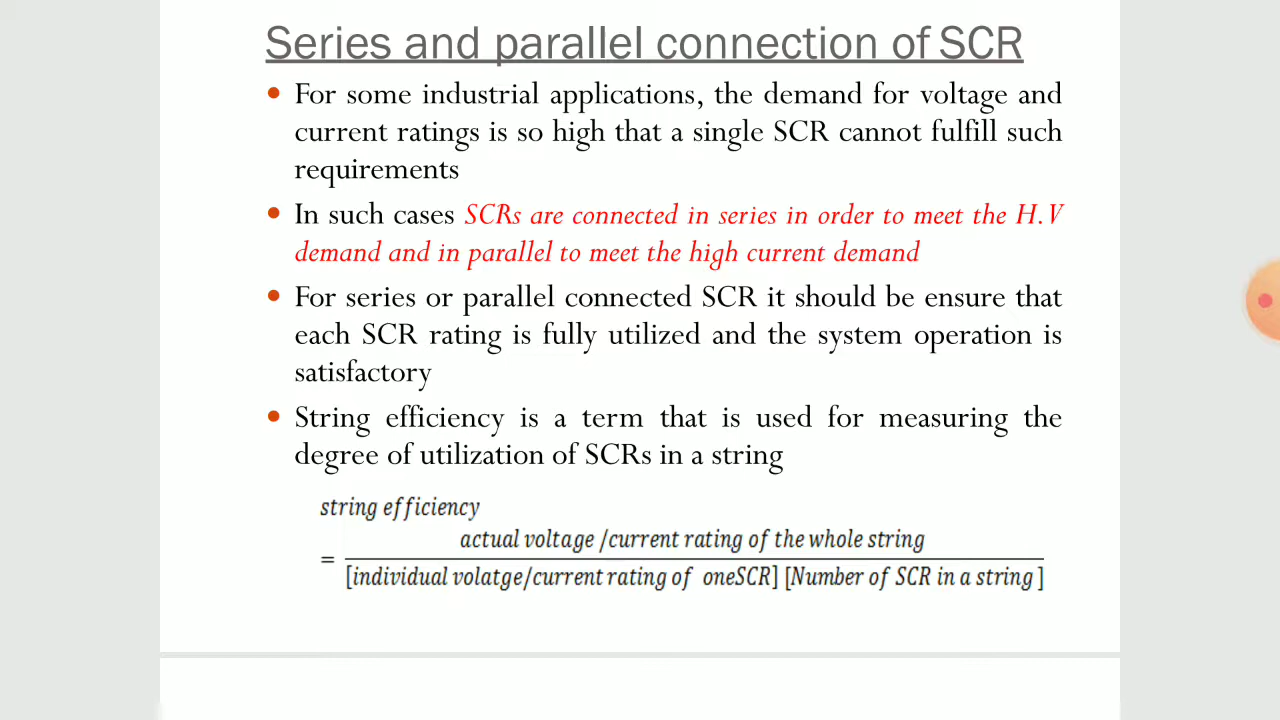 Series and parallel connection of SCR
• For some industrial applications, the demand for voltage and
current ratings is so high that a single SCR cannot fulfill such
requirements
• In such cases SCRs are connected in series in order to meet the H.V
demand and in parallel to meet the high current demand
• For series or parallel connected SCR it should be ensure that
each SCR rating is fully utilized and the system operation is
satisfactory
• String efficiency is a term that is used for measuring the
degree of utilization of SCRs in a string
string efficiency
actual voltage /current rating of the whole string
=
[individual volatge/current rating of oneSCR] [Number of SCR in a string ]